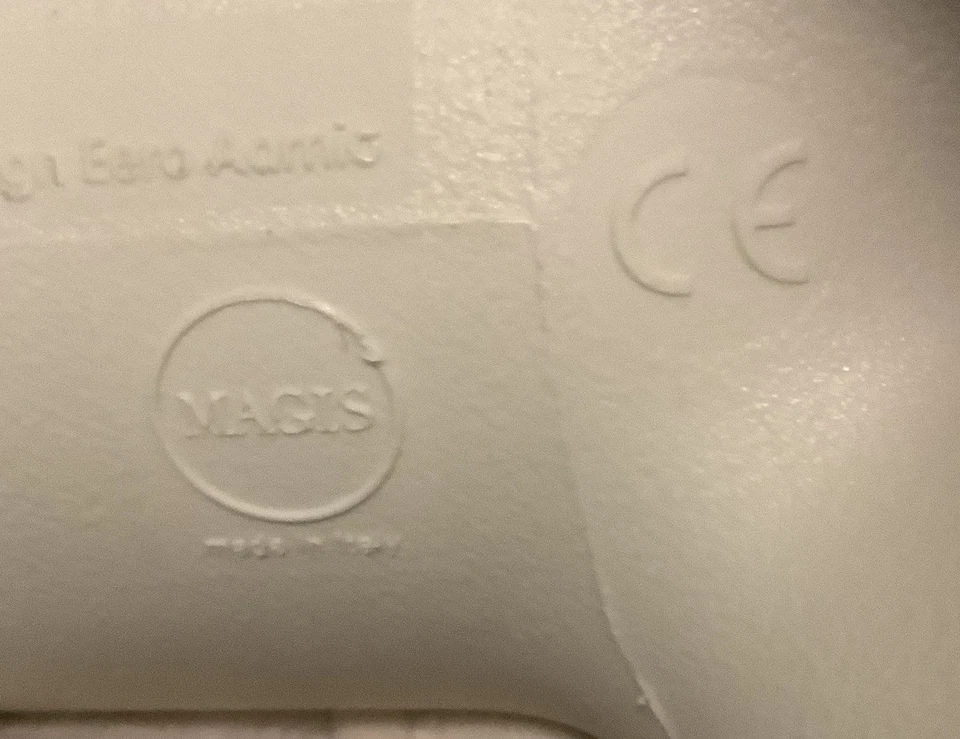 gn Eero Aarnio
CE
MAGIS
made in Italy